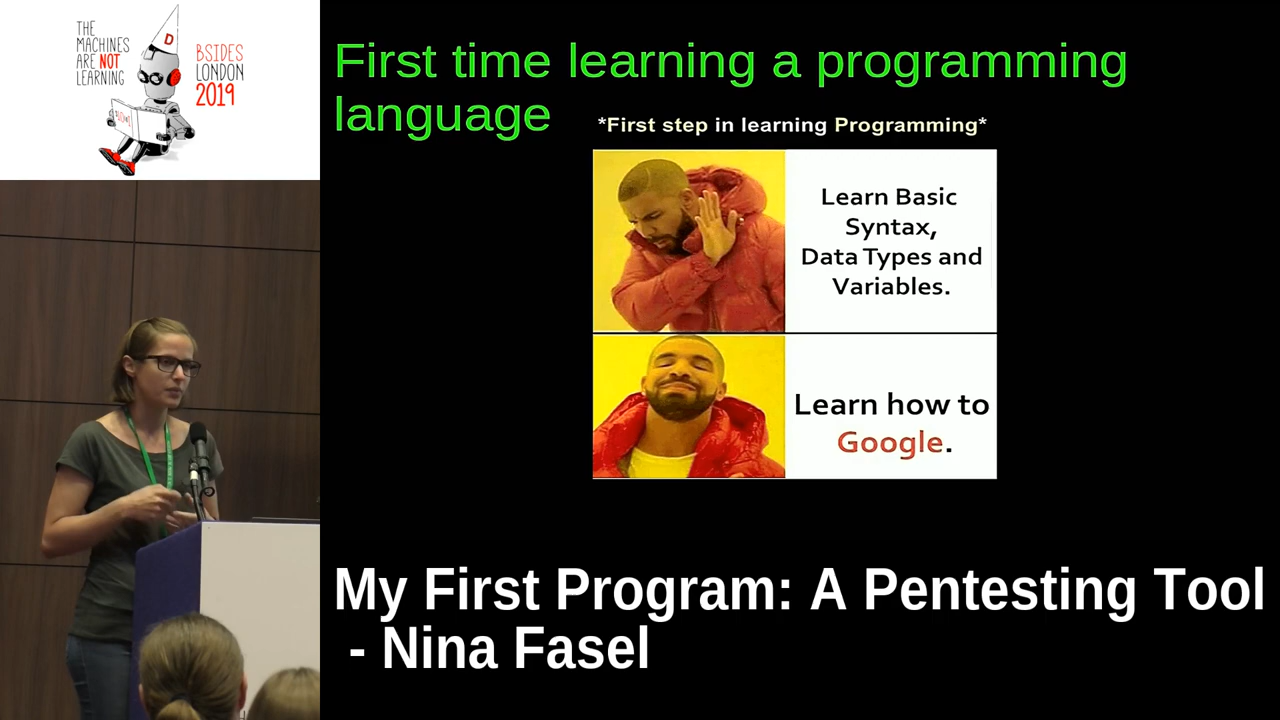 THE
MACHINES
ARE NOT
LEARNING
D
BSIDES
LONDON
2019
First time learning a programming
language
*First step in learning Programming*
Learn Basic
Syntax,
Data Types and
Variables.
Learn how to
Google.
My First Program: A Pentesting Tool
- Nina Fasel